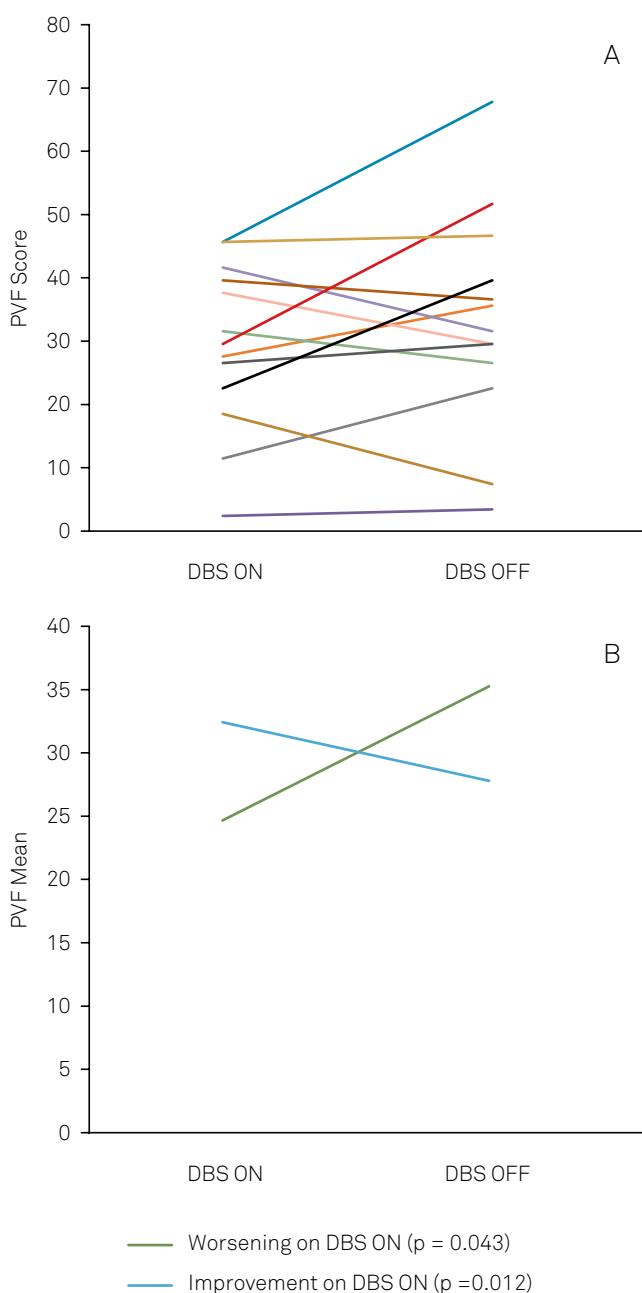 A
PVF Score
80
70
60
50
40
30
20
10
0
DBS ON DBS OFF
B
PVF Mean
40
35
30
25
20
15
10
5
0
DBS ON DBS OFF
Worsening on DBS ON (p = 0.043)
Improvement on DBS ON (p =0.012)